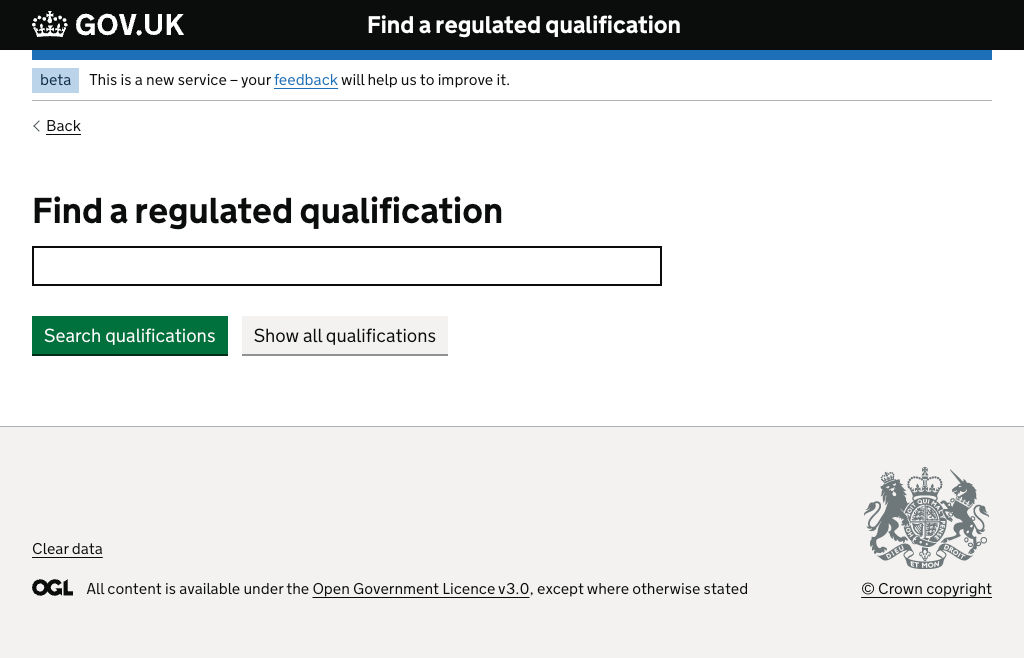 GOV.UK
Find a regulated qualification
beta
This is a new service – your feedback will help us to improve it.
Back
Find a regulated qualification
Search qualifications
Show all qualifications
Clear data
DIEU ET MON DROIT
OGL
All content is available under the Open Government Licence v3.0, except where otherwise stated
© Crown copyright